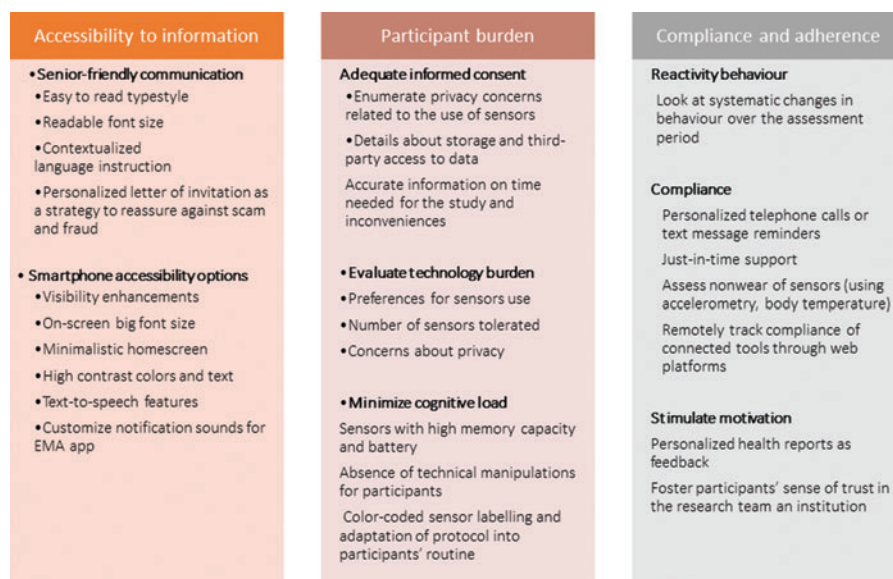 Accessibility to information
•Senior-friendly communication
•Easy to read typestyle
•Readable font size
•Contextualized
language instruction
•Personalized letter of invitation as
a strategy to reassure against scam
and fraud
• Smartphone accessibility options
•Visibility enhancements
•On-screen big font size
•Minimalistic homescreen
•High contrast colors and text
•Text-to-speech features
•Customize notification sounds for
EMA app
Participant burden
Adequate informed consent
•Enumerate privacy concerns
related to the use of sensors
•Details about storage and third-
party access to data
Accurate information on time
needed for the study and
inconveniences
•Evaluate technology burden
•Preferences for sensors use
•Number of sensors tolerated
•Concerns about privacy
•Minimize cognitive load
Sensors with high memory capacity
and battery
Absence of technical manipulations
for participants
Color-coded sensor labelling and
adaptation of protocol into
participants' routine
Compliance and adherence
Reactivity behaviour
Look at systematic changes in
behaviour over the assessment
period
Compliance
Personalized telephone calls or
text message reminders
Just-in-time support
Assess nonwear of sensors (using
accelerometry, body temperature)
Remotely track compliance of
connected tools through web
platforms
Stimulate motivation
Personalized health reports as
feedback
Foster participants' sense of trust in
the research team an institution